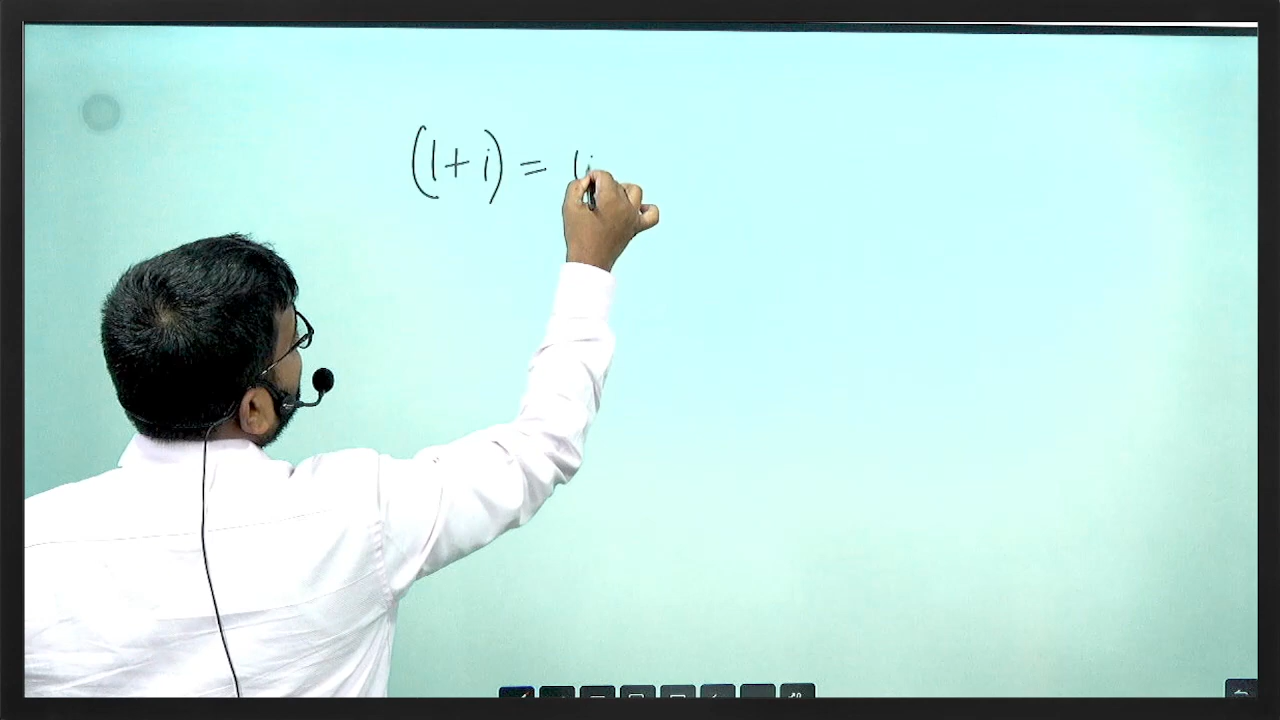 (1+i) = (i